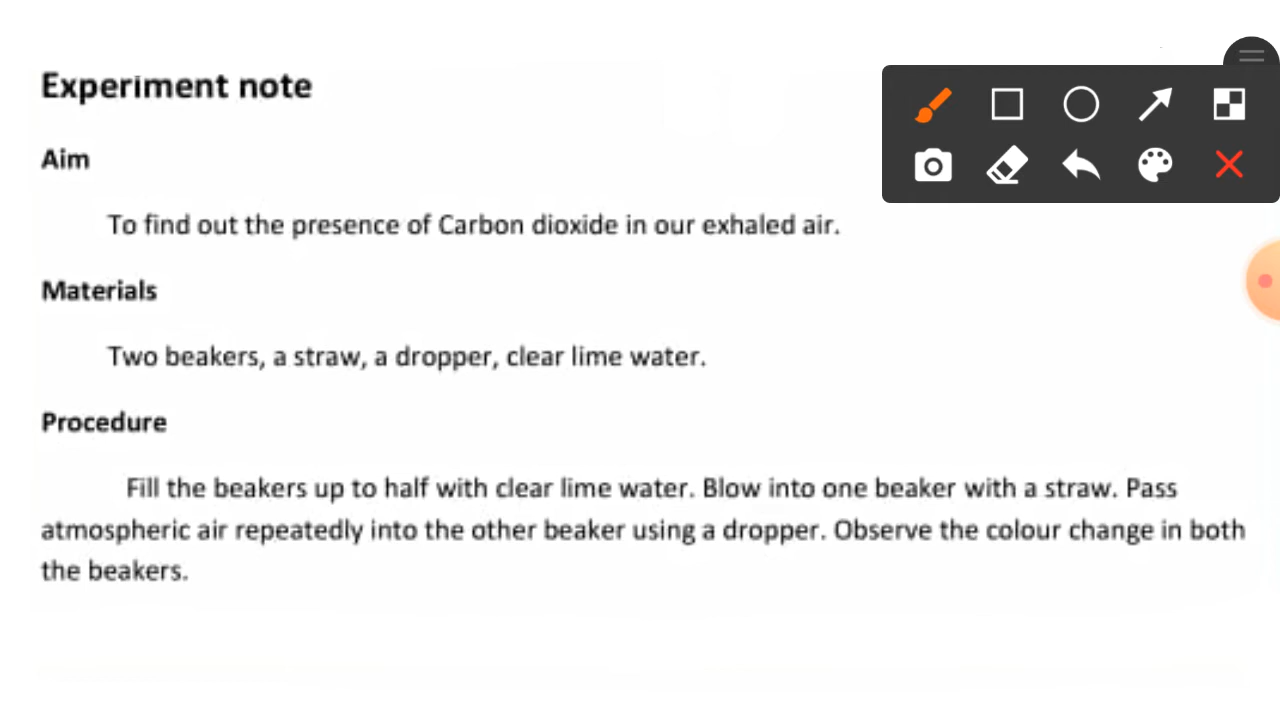 Experiment note
Aim
To find out the presence of Carbon dioxide in our exhaled air.
Materials
Two beakers, a straw, a dropper, clear lime water.
Procedure
Fill the beakers up to half with clear lime water. Blow into one beaker with a straw. Pass
atmospheric air repeatedly into the other beaker using a dropper. Observe the colour change in both
the beakers.